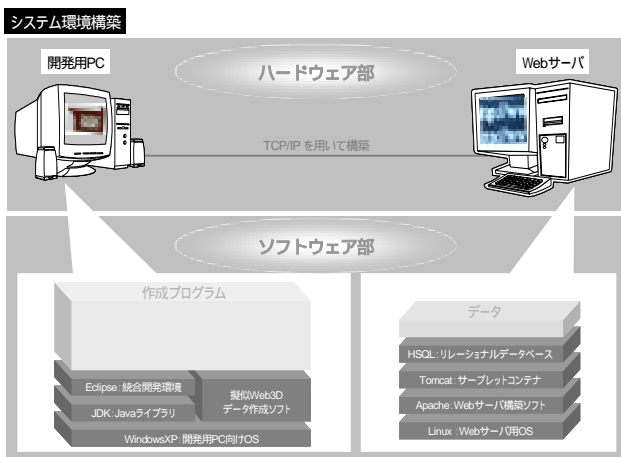 システム環境構築
開発用PC
ハードウェア部
Webサーバ
TCP/IP を用いて構築
ソフトウェア部
作成プログラム
Eclipse:統合開発環境
JDK:Javaライブラリ
擬似Web3D
データ作成ソフト
WindowsXP:開発用PC向けOS
データ
HSQL:リレーショナルデータベース
Tomcat:サーブレットコンテナ
Apache:Webサーバ構築ソフト
Linux:Webサーバ用OS